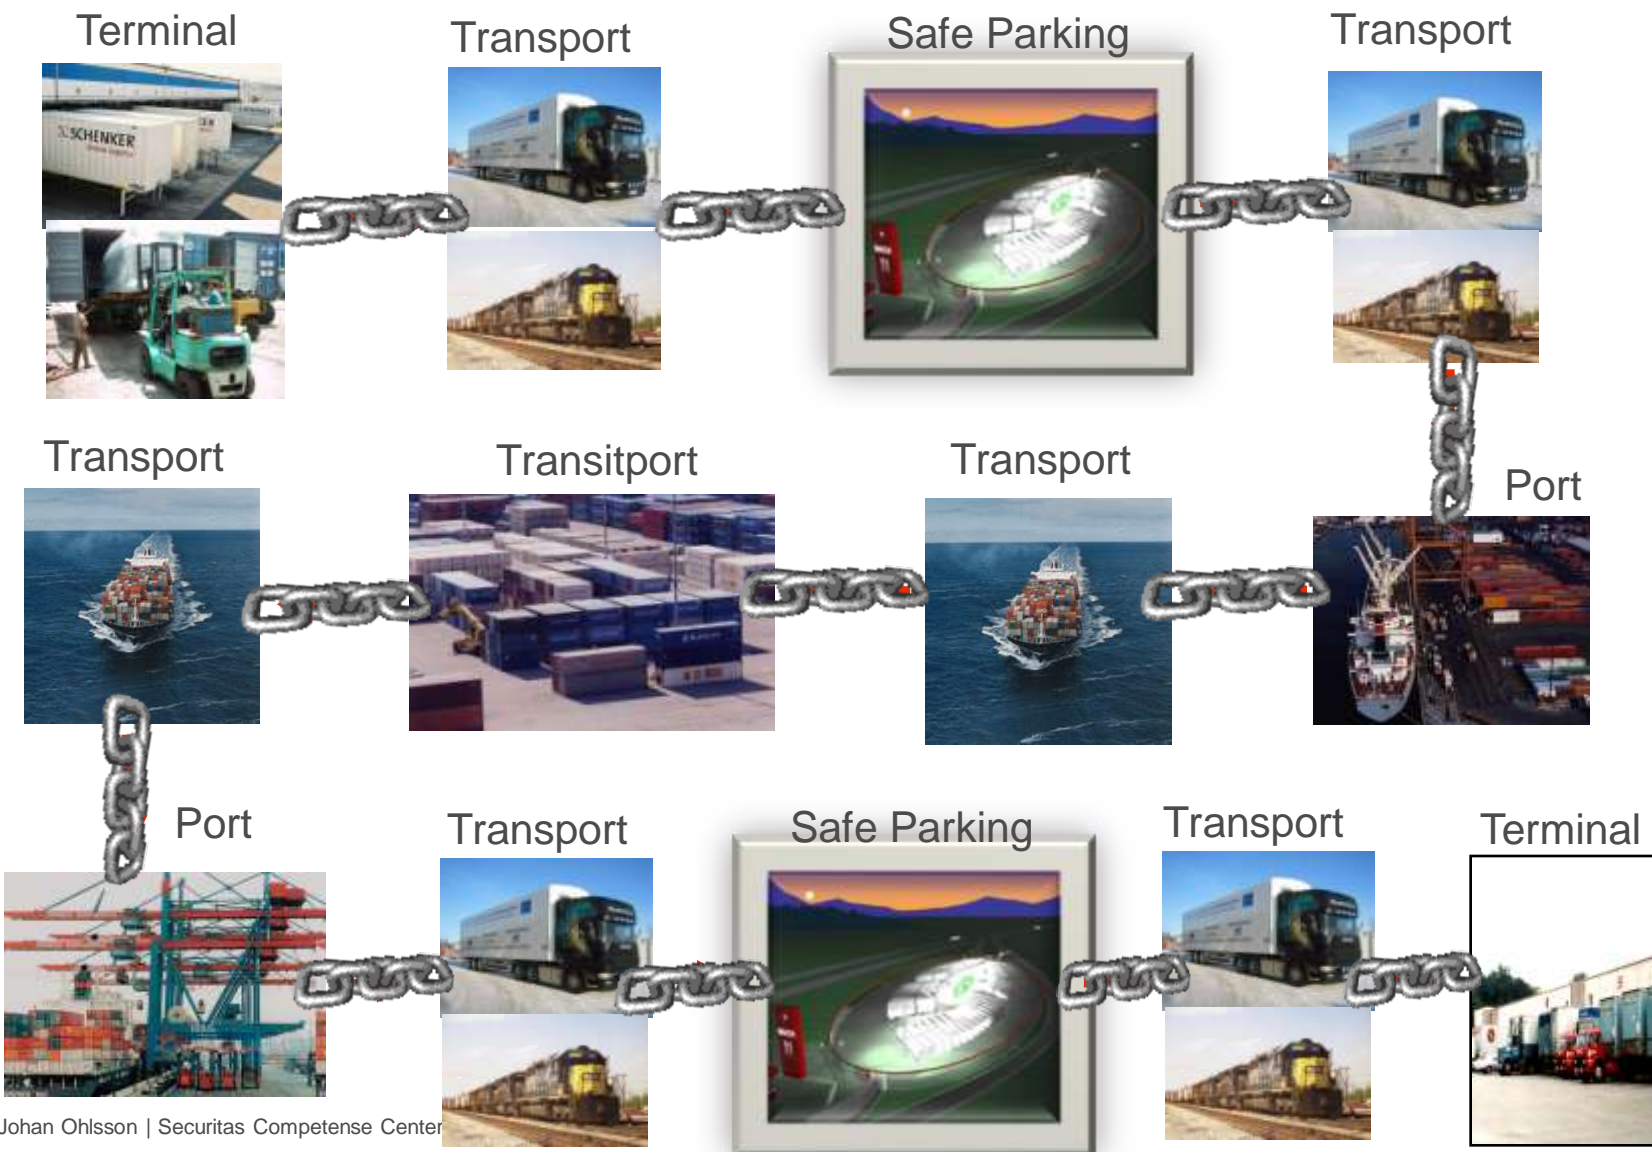 Terminal
Transport
Safe Parking
Transport
SCHENKER
Transport
Transitport
Transport
Port
Port
Transport
Safe Parking
Transport
Terminal
Johan Ohlsson | Securitas Competense Center